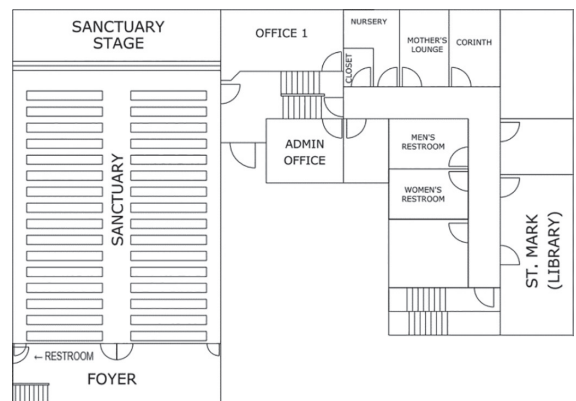 SANCTUARY
STAGE
OFFICE 1
NURSERY
MOTHER'S
LOUNGE
CORINTH
CLOSET
ADMIN
OFFICE
MEN'S
RESTROOM
WOMEN'S
RESTROOM
SANCTUARY
ST. MARK
(LIBRARY)
← RESTROOM
FOYER